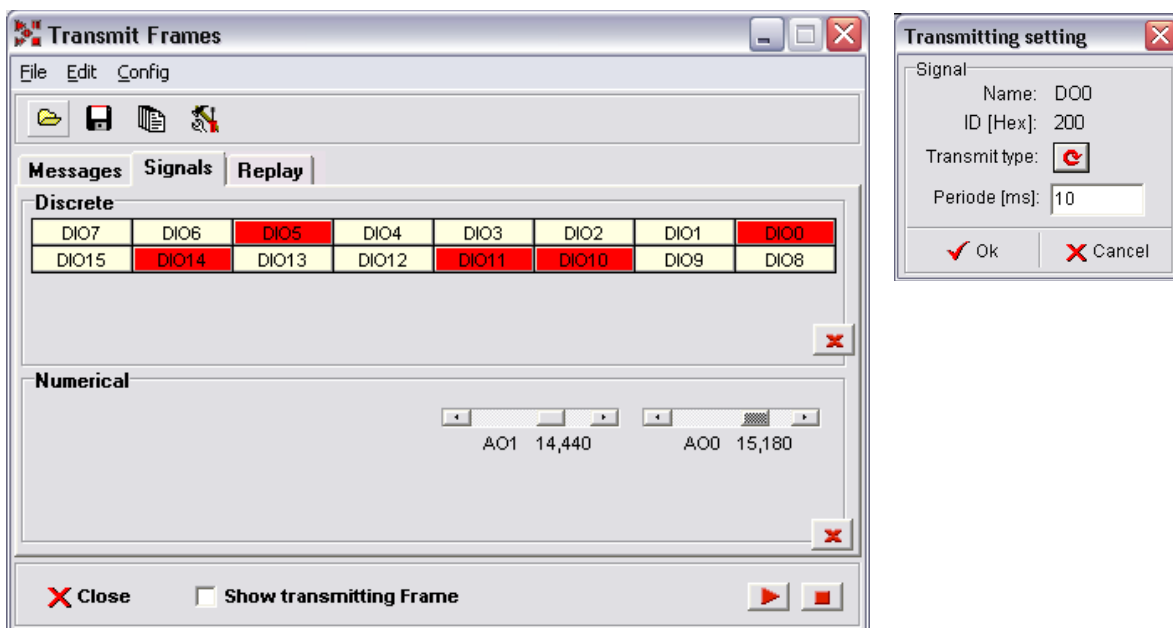 Transmit Frames
File Edit Config
Messages Signals Replay
Discrete
DIO7 DIO6 DIO5 DIO4 DIO3 DIO2 DIO1 DIO0
DIO15 DIO14 DIO13 DIO12 DIO11 DIO10 DIO9 DIO8
Numerical
AO1 14,440 AO0 15,180
Close Show transmitting Frame
Transmitting setting
Signal
Name: DO0
ID [Hex]: 200
Transmit type:
Periode [ms]: 10
Ok Cancel